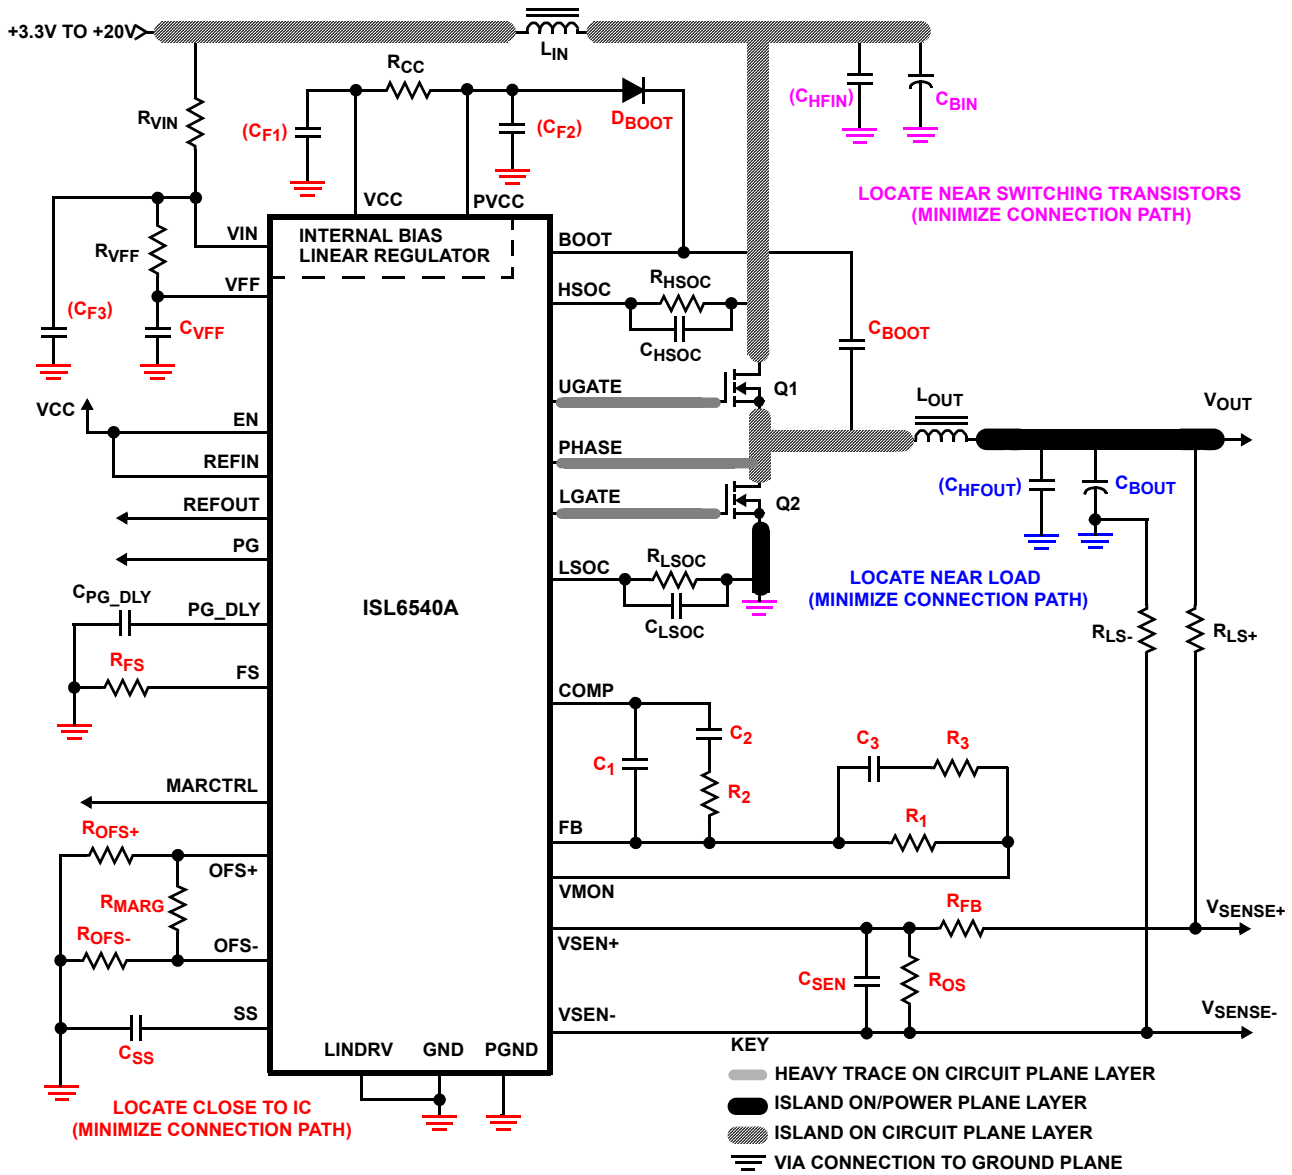 +3.3V TO +20V
LIN
RCC
(CF1)
(CF2)
DBOOT
(CHFIN)
CBIN
RVIN
LOCATE NEAR SWITCHING TRANSISTORS
(MINIMIZE CONNECTION PATH)
VCC
PVCC
VIN
INTERNAL BIAS
LINEAR REGULATOR
BOOT
RVFF
VFF
HSOC
RHSOC
CHSOC
(CF3)
CVFF
CBOOT
UGATE
Q1
LOUT
VOUT
VCC
EN
REFIN
PHASE
(CHFOUT)
CBOUT
REFOUT
LGATE
Q2
PG
LSOC
RLSOC
CLSOC
LOCATE NEAR LOAD
(MINIMIZE CONNECTION PATH)
CPG_DLY
PG_DLY
ISL6540A
RLS-
RLS+
RFS
FS
COMP
C1
C2
R2
C3
R3
R1
MARCTRL
FB
ROFS+
OFS+
VMON
RMARG
RFB
VSENSE+
ROFS-
OFS-
VSEN+
CSEN
ROS
SS
CSS
VSEN-
VSENSE-
LINDRV
GND
PGND
LOCATE CLOSE TO IC
(MINIMIZE CONNECTION PATH)
KEY
HEAVY TRACE ON CIRCUIT PLANE LAYER
ISLAND ON/POWER PLANE LAYER
ISLAND ON CIRCUIT PLANE LAYER
VIA CONNECTION TO GROUND PLANE